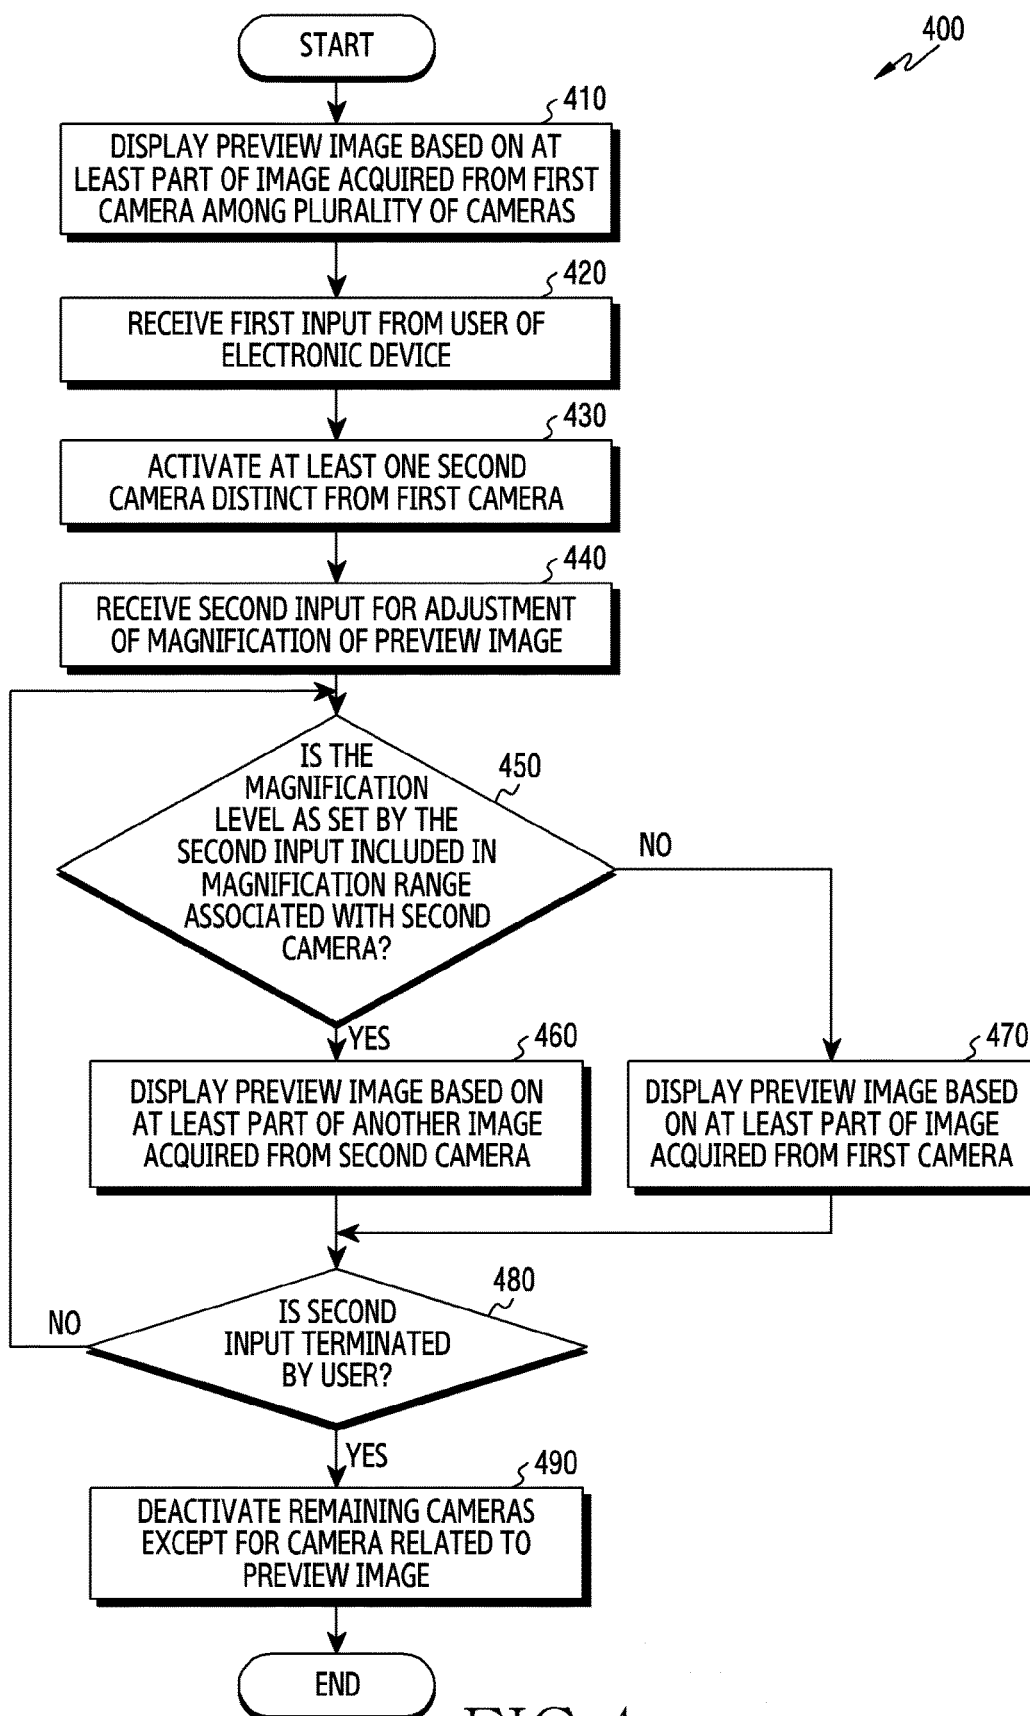 START
400
410
DISPLAY PREVIEW IMAGE BASED ON AT
LEAST PART OF IMAGE ACQUIRED FROM FIRST
CAMERA AMONG PLURALITY OF CAMERAS
420
RECEIVE FIRST INPUT FROM USER OF
ELECTRONIC DEVICE
430
ACTIVATE AT LEAST ONE SECOND
CAMERA DISTINCT FROM FIRST CAMERA
440
RECEIVE SECOND INPUT FOR ADJUSTMENT
OF MAGNIFICATION OF PREVIEW IMAGE
450
IS THE
MAGNIFICATION
LEVEL AS SET BY THE
SECOND INPUT INCLUDED IN
MAGNIFICATION RANGE
ASSOCIATED WITH SECOND
CAMERA?
NO
YES
460
DISPLAY PREVIEW IMAGE BASED ON
AT LEAST PART OF ANOTHER IMAGE
ACQUIRED FROM SECOND CAMERA
470
DISPLAY PREVIEW IMAGE BASED
ON AT LEAST PART OF IMAGE
ACQUIRED FROM FIRST CAMERA
480
IS SECOND
INPUT TERMINATED
BY USER?
NO
YES
490
DEACTIVATE REMAINING CAMERAS
EXCEPT FOR CAMERA RELATED TO
PREVIEW IMAGE
END